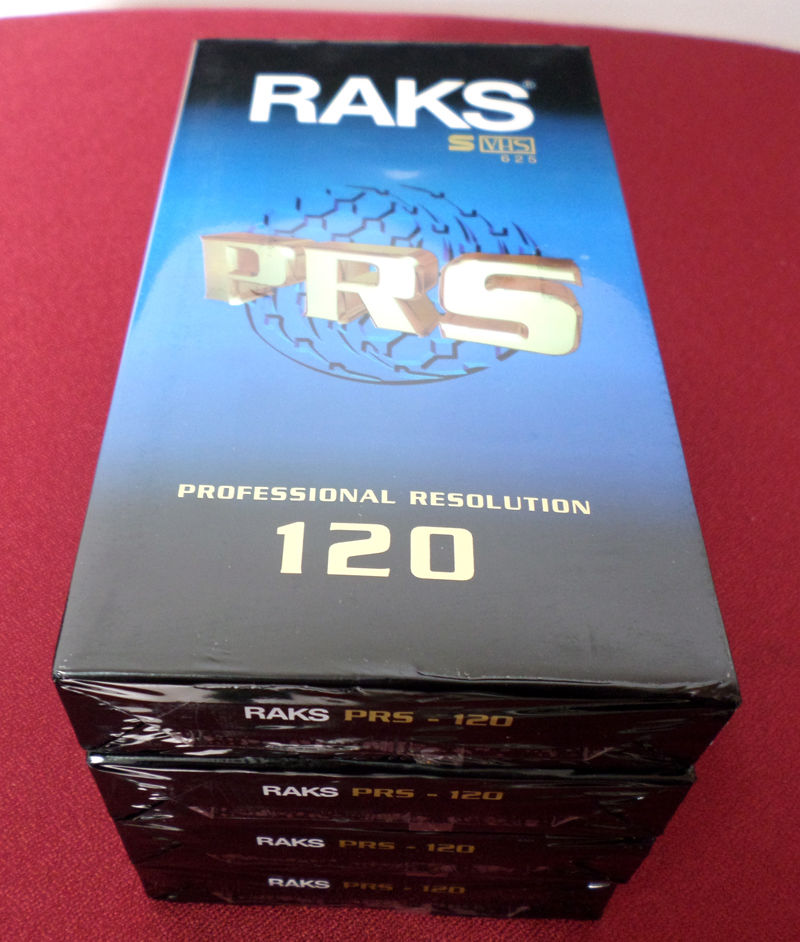 RAKS®
S VHS
625
PRS
PROFESSIONAL RESOLUTION
120
RAKS PRS - 120
RAKS PRS - 120
RAKS PRS - 120
RAKS PRS - 120